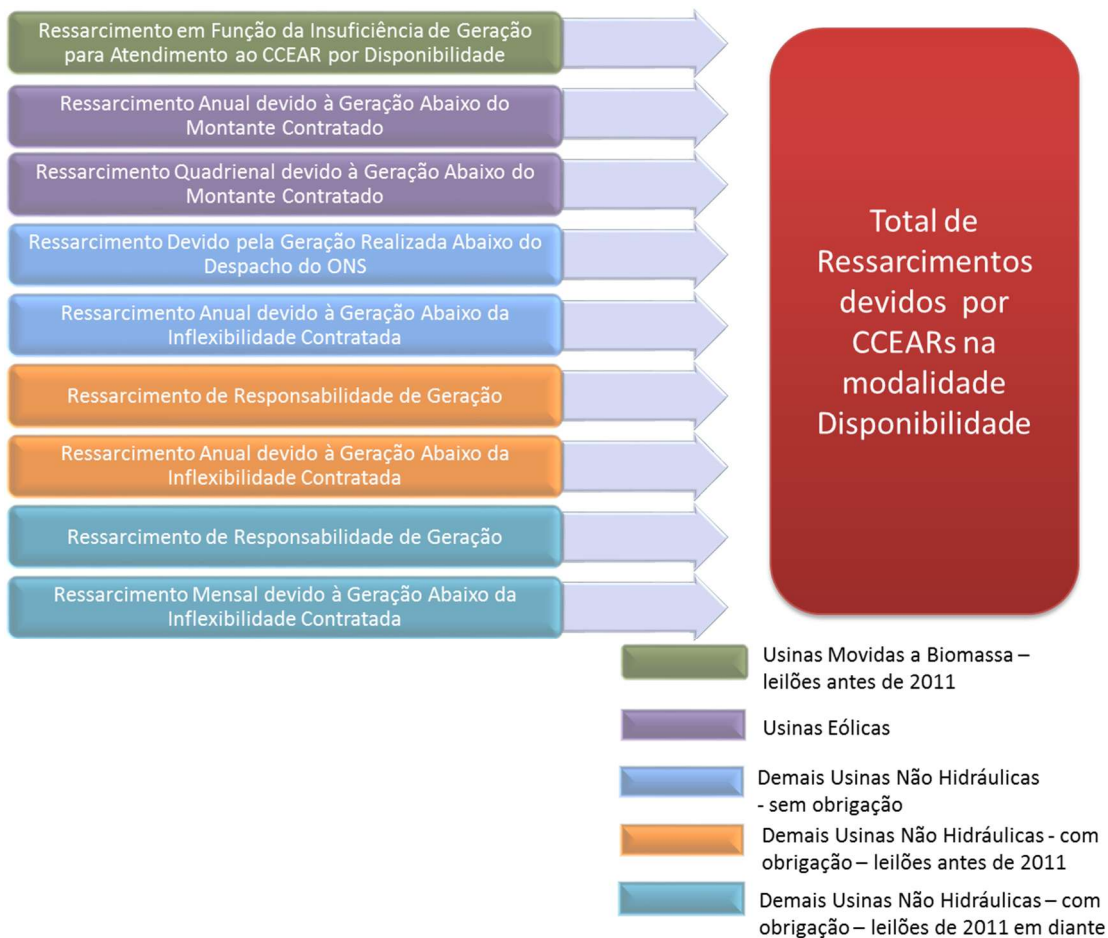 Ressarcimento em Função da Insuficiência de Geração
para Atendimento ao CCEAR por Disponibilidade
Ressarcimento Anual devido à Geração Abaixo do
Montante Contratado
Ressarcimento Quadrienal devido à Geração Abaixo do
Montante Contratado
Ressarcimento Devido pela Geração Realizada Abaixo do
Despacho do ONS
Ressarcimento Anual devido à Geração Abaixo da
Inflexibilidade Contratada
Ressarcimento de Responsabilidade de Geração
Ressarcimento Anual devido à Geração Abaixo da
Inflexibilidade Contratada
Ressarcimento de Responsabilidade de Geração
Ressarcimento Mensal devido à Geração Abaixo da
Inflexibilidade Contratada
Total de
Ressarcimentos
devidos por
CCEARs na
modalidade
Disponibilidade
Usinas Movidas a Biomassa –
leilões antes de 2011
Usinas Eólicas
Demais Usinas Não Hidráulicas
- sem obrigação
Demais Usinas Não Hidráulicas - com
obrigação – leilões antes de 2011
Demais Usinas Não Hidráulicas – com
obrigação – leilões de 2011 em diante